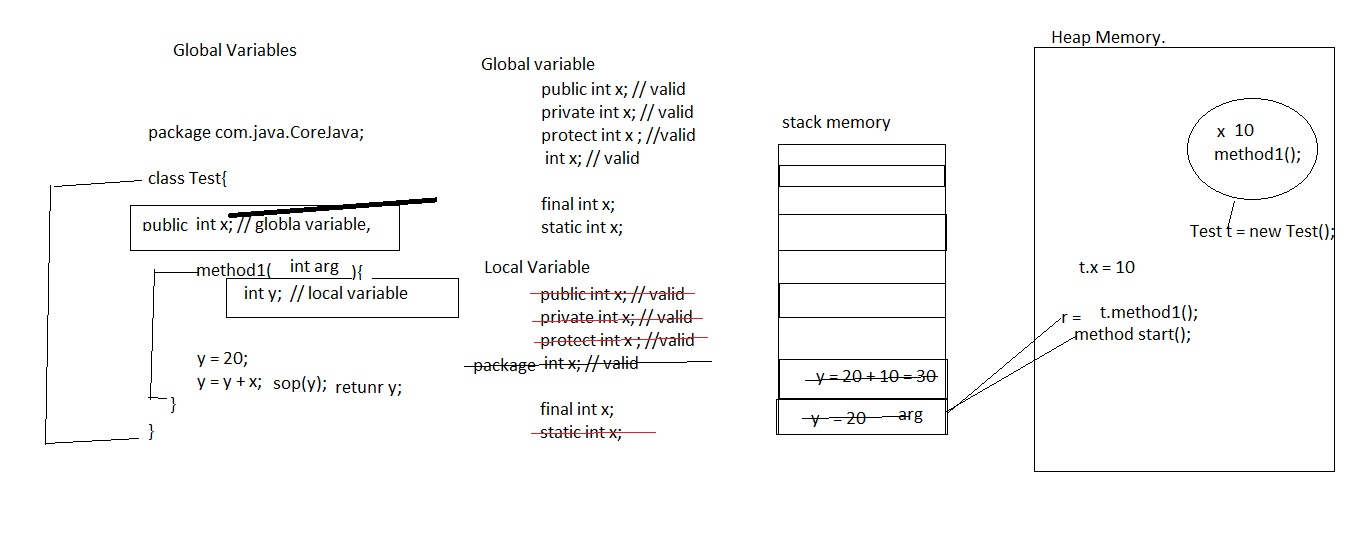 Global Variables
package com.java.CoreJava;
class Test{
public int x; // globla variable,
method1( int arg ){
int y; // local variable
y = 20;
y = y + x; sop(y); retunr y;
}
}
Global variable
public int x; // valid
private int x; // valid
protect int x ; //valid
int x; // valid
final int x;
static int x;
Local Variable
public int x; // valid
private int x; // valid
protect int x ; //valid
package int x; // valid
final int x;
static int x;
stack memory
y = 20 + 10 = 30
y = 20 arg
Heap Memory.
x 10
method1();
Test t = new Test();
t.x = 10
r = t.method1();
method start();